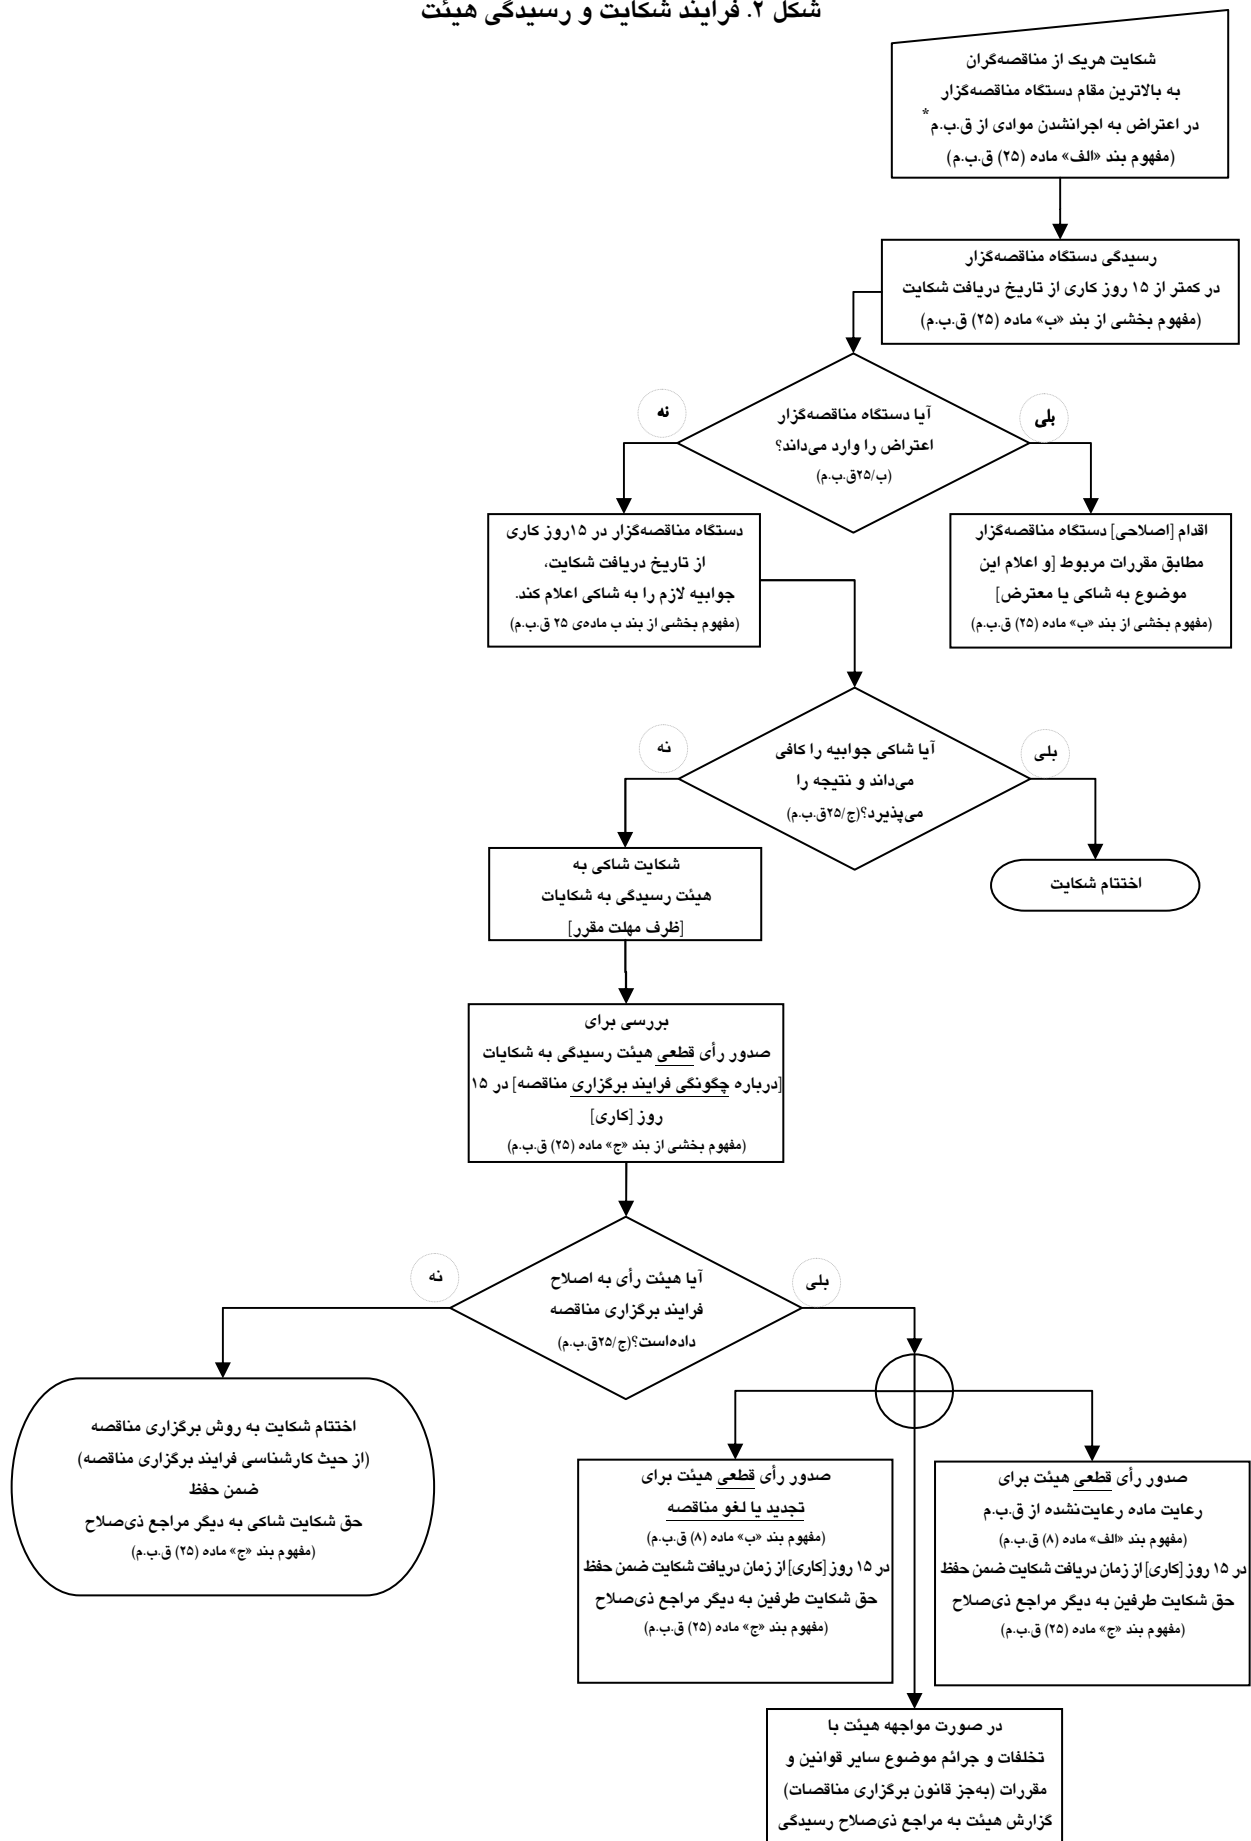 شکل ۲. فرایند شکایت و رسیدگی هیئت
شکایت هریک از مناقصه‌گران
به بالاترین مقام دستگاه مناقصه‌گزار
در اعتراض به اجرانشدن موادی از ق.ب.م*
(مفهوم بند «الف» ماده (۲۵) ق.ب.م)
رسیدگی دستگاه مناقصه‌گزار
در کمتر از ۱۵ روز کاری از تاریخ دریافت شکایت
(مفهوم بخشی از بند «ب» ماده (۲۵) ق.ب.م)
آیا دستگاه مناقصه‌گزار
اعتراض را وارد می‌داند؟
(ب/۲۵ق.ب.م)
بلی
نه
اقدام [اصلاحی] دستگاه مناقصه‌گزار
مطابق مقررات مربوط [و اعلام این
موضوع به شاکی یا معترض]
(مفهوم بخشی از بند «ب» ماده (۲۵) ق.ب.م)
دستگاه مناقصه‌گزار در ۱۵روز کاری
از تاریخ دریافت شکایت،
جوابیه لازم را به شاکی اعلام کند.
(مفهوم بخشی از بند ب ماده‌ی ۲۵ ق.ب.م)
آیا شاکی جوابیه را کافی
می‌داند و نتیجه را
می‌پذیرد؟(ج/۲۵ق.ب.م)
بلی
نه
اختتام شکایت
شکایت شاکی به
هیئت رسیدگی به شکایات
[ظرف مهلت مقرر]
بررسی برای
صدور رأی قطعی هیئت رسیدگی به شکایات
[درباره چگونگی فرایند برگزاری مناقصه] در ۱۵
روز [کاری]
(مفهوم بخشی از بند «ج» ماده (۲۵) ق.ب.م)
آیا هیئت رأی به اصلاح
فرایند برگزاری مناقصه
داده‌است؟(ج/۲۵ق.ب.م)
بلی
نه
اختتام شکایت به روش برگزاری مناقصه
(از حیث کارشناسی فرایند برگزاری مناقصه)
ضمن حفظ
حق شکایت شاکی به دیگر مراجع ذی‌صلاح
(مفهوم بند «ج» ماده (۲۵) ق.ب.م)
صدور رأی قطعی هیئت برای
رعایت ماده رعایت‌نشده از ق.ب.م
(مفهوم بند «الف» ماده (۸) ق.ب.م)
در ۱۵ روز [کاری] از زمان دریافت شکایت ضمن حفظ
حق شکایت طرفین به دیگر مراجع ذی‌صلاح
(مفهوم بند «ج» ماده (۲۵) ق.ب.م)
صدور رأی قطعی هیئت برای
تجدید یا لغو مناقصه
(مفهوم بند «ب» ماده (۸) ق.ب.م)
در ۱۵ روز [کاری] از زمان دریافت شکایت ضمن حفظ
حق شکایت طرفین به دیگر مراجع ذی‌صلاح
(مفهوم بند «ج» ماده (۲۵) ق.ب.م)
در صورت مواجهه هیئت با
تخلفات و جرائم موضوع سایر قوانین و
مقررات (به‌جز قانون برگزاری مناقصات)
گزارش هیئت به مراجع ذی‌صلاح رسیدگی